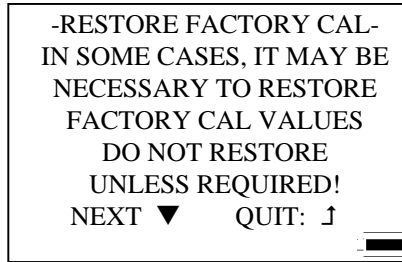 -RESTORE FACTORY CAL-
IN SOME CASES, IT MAY BE
NECESSARY TO RESTORE
FACTORY CAL VALUES
DO NOT RESTORE
UNLESS REQUIRED!
NEXT ▼ QUIT: ⮥